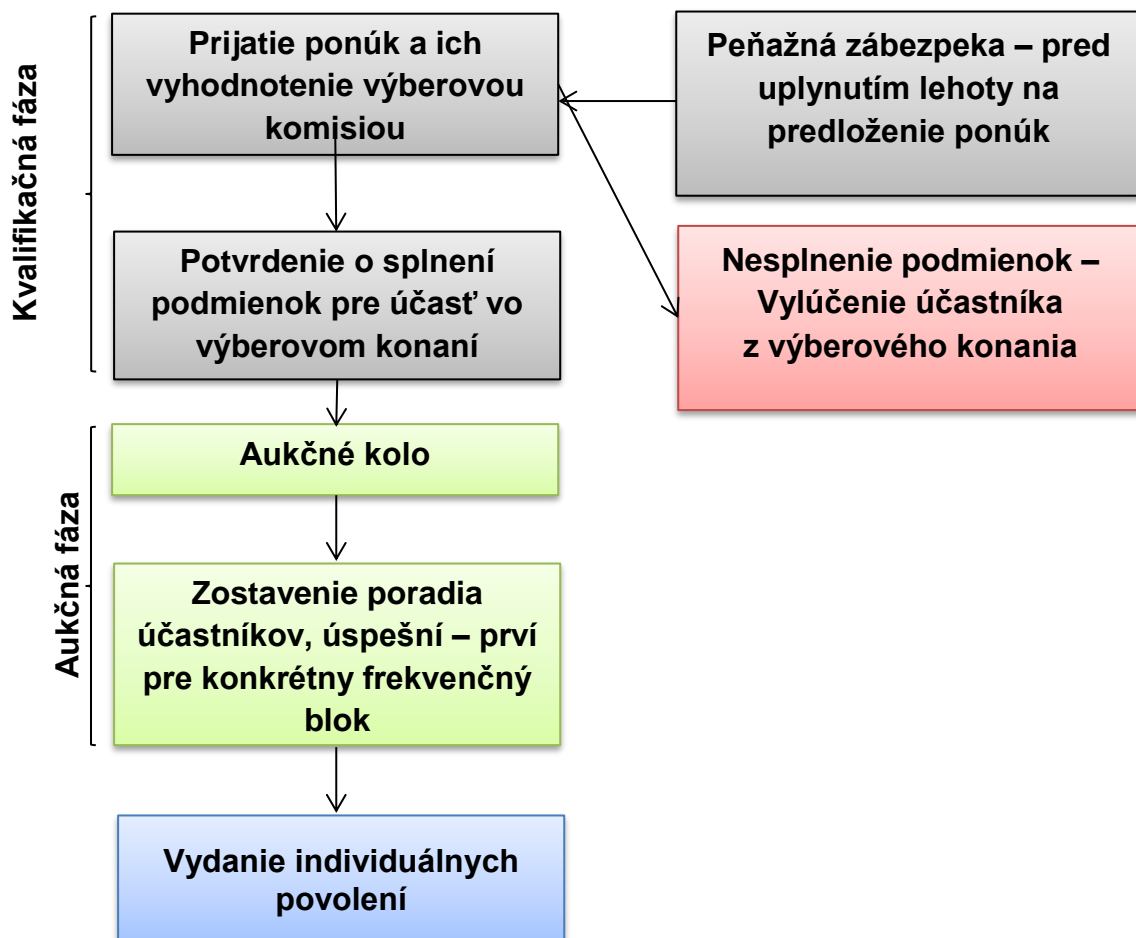 Kvalifikačná fáza
Prijatie ponúk a ich
vyhodnotenie výberovou
komisiou
Peňažná zábezpeka – pred
uplynutím lehoty na
predloženie ponúk
Potvrdenie o splnení
podmienok pre účasť vo
výberovom konaní
Nesplnenie podmienok –
Vylúčenie účastníka
z výberového konania
Aukčná fáza
Aukčné kolo
Zostavenie poradia
účastníkov, úspešní – prví
pre konkrétny frekvenčný
blok
Vydanie individuálnych
povolení